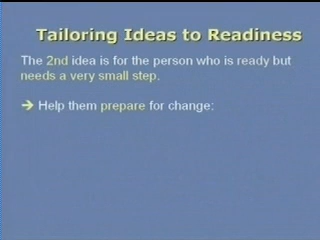 Tailoring Ideas to Readiness
The 2nd idea is for the person who is ready but
needs a very small step.
➔ Help them prepare for change: